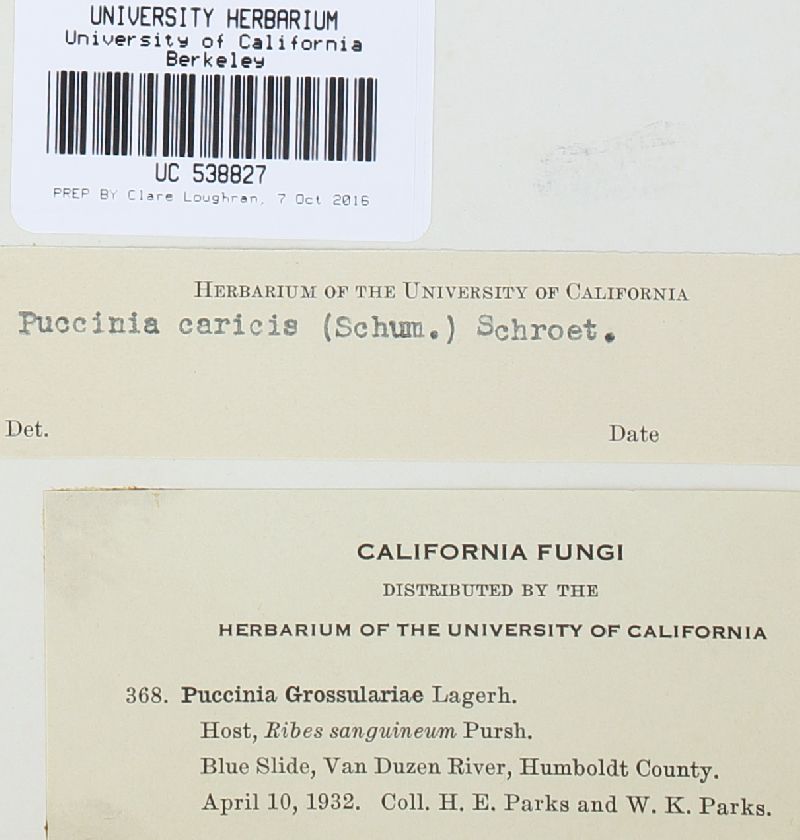 UNIVERSITY HERBARIUM
University of California
Berkeley
UC 538827
PREP BY Clare Loughran, 7 Oct 2016
HERBARIUM OF THE UNIVERSITY OF CALIFORNIA
Puccinia caricis (Schum.) Schroet.
Det.
Date
CALIFORNIA FUNGI
DISTRIBUTED BY THE
HERBARIUM OF THE UNIVERSITY OF CALIFORNIA
368. Puccinia Grossulariae Lagerh.
Host, Ribes sanguineum Pursh.
Blue Slide, Van Duzen River, Humboldt County.
April 10, 1932. Coll. H. E. Parks and W. K. Parks.